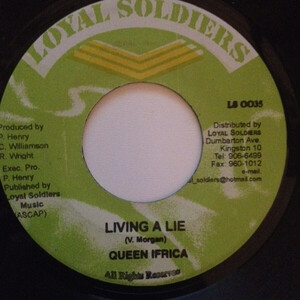 LOYAL SOLDIERS
LS 0035
Produced by
P. Henry
C. Williamson
R. Wright
Exec. Pro.
P. Henry
Published by
Loyal Soldiers
Music
(ASCAP)
Distributed by
LOYAL SOLDIERS
Dumbarton Ave.
Kingston 10
Tel: 906-6499
Fax: 960-1012
e-mail:
LIVING A LIE
(V. Morgan)
QUEEN IFRICA
All Rights Reserved